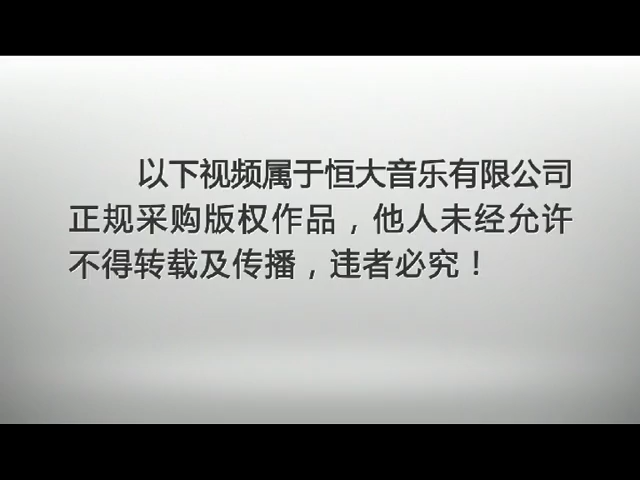 以下视频属于恒大音乐有限公司
正规采购版权作品，他人未经允许
不得转载及传播，违者必究！